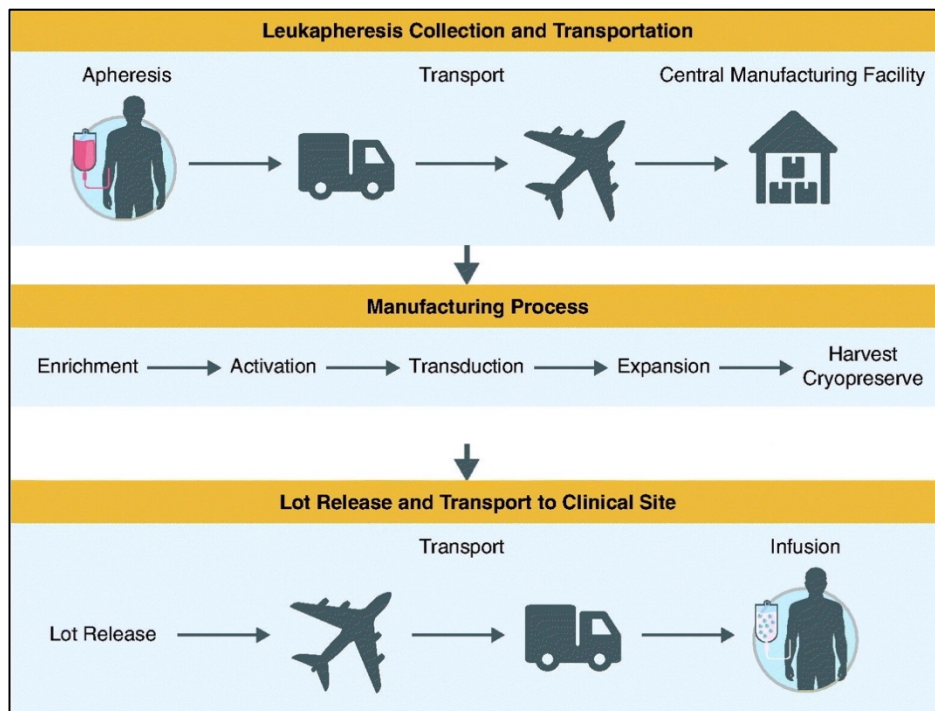 Leukapheresis Collection and Transportation
Apheresis
Transport
Central Manufacturing Facility
Manufacturing Process
Enrichment
Activation
Transduction
Expansion
Harvest
Cryopreserve
Lot Release and Transport to Clinical Site
Transport
Infusion
Lot Release